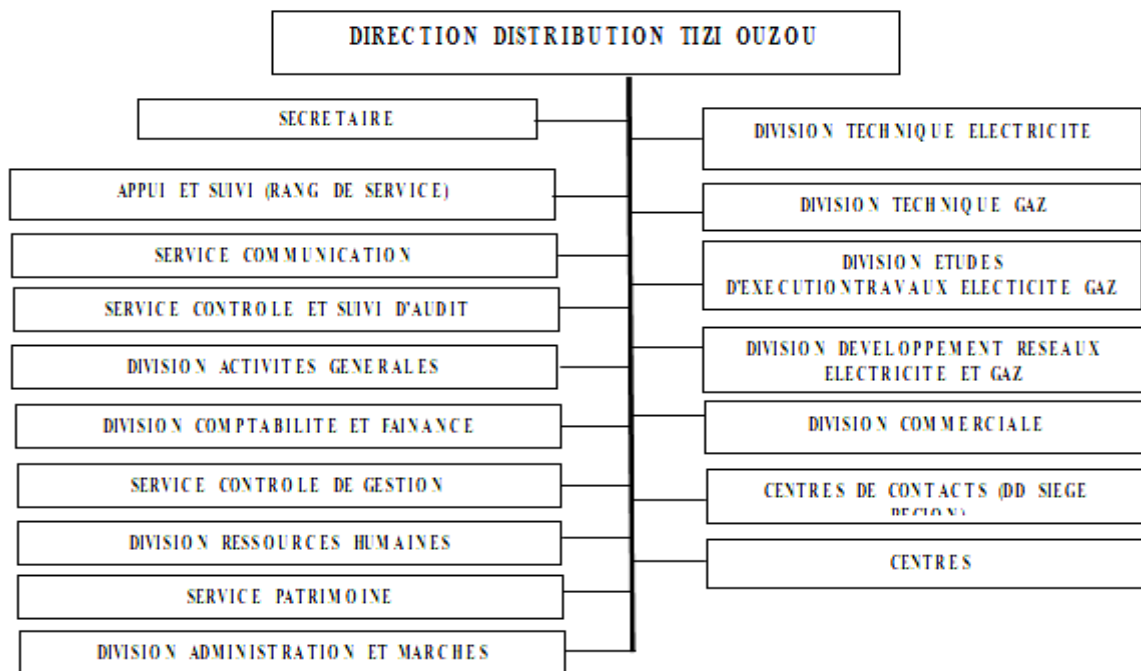 DIRECTION DISTRIBUTION TIZI OUZOU
SECRETAIRE
APPUI ET SUIVI (RANG DE SERVICE)
SERVICE COMMUNICATION
SERVICE CONTROLE ET SUIVI D'AUDIT
DIVISION ACTIVITES GENERALES
DIVISION COMPTABILITE ET FAINANCE
SERVICE CONTROLE DE GESTION
DIVISION RESSOURCES HUMAINES
SERVICE PATRIMOINE
DIVISION ADMINISTRATION ET MARCHES
DIVISION TECHNIQUE ELECTRICITE
DIVISION TECHNIQUE GAZ
DIVISION ETUDES
D'EXECUTIONTRAVAUX ELECTICITE GAZ
DIVISION DEVELOPPEMENT RESEAUX
ELECTRICITE ET GAZ
DIVISION COMMERCIALE
CENTRES DE CONTACTS (DD SIEGE
REGION)
CENTRES